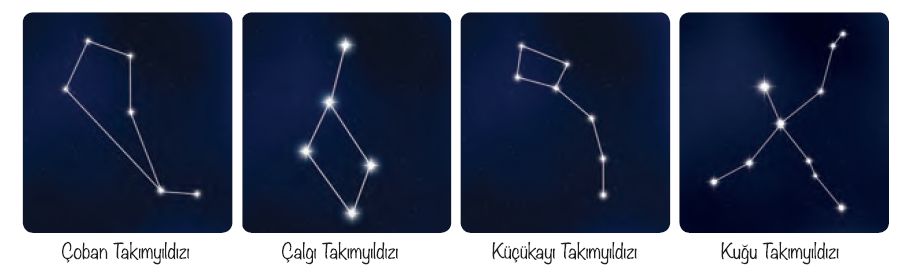 Çoban Takımyıldızı
Çalgı Takımyıldızı
Küçükayı Takımyıldızı
Kuğu Takımyıldızı